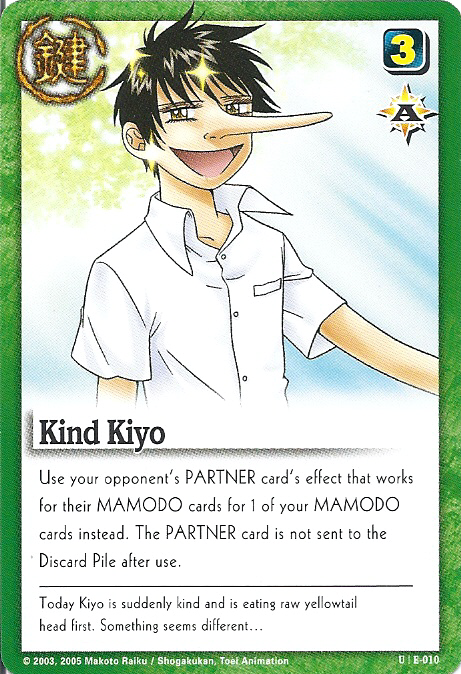 鍵
3
A
Kind Kiyo
Use your opponent's PARTNER card's effect that works
for their MAMODO cards for 1 of your MAMODO
cards instead. The PARTNER card is not sent to the
Discard Pile after use.
Today Kiyo is suddenly kind and is eating raw yellowtail
head first. Something seems different...
© 2003, 2005 Makoto Raiku / Shogakukan, Toei Animation
U | E-010